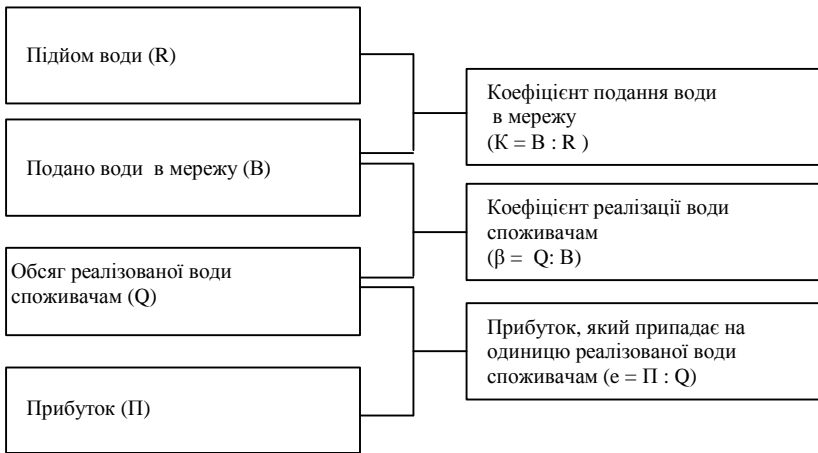 Підйом води (R)
Подано води в мережу (В)
Обсяг реалізованої води
споживачам (Q)
Прибуток (П)
Коефіцієнт подання води
в мережу
(К = В : R )
Коефіцієнт реалізації води
споживачам
(β = Q: В)
Прибуток, який припадає на
одиницю реалізованої води
споживачам (е = П : Q)